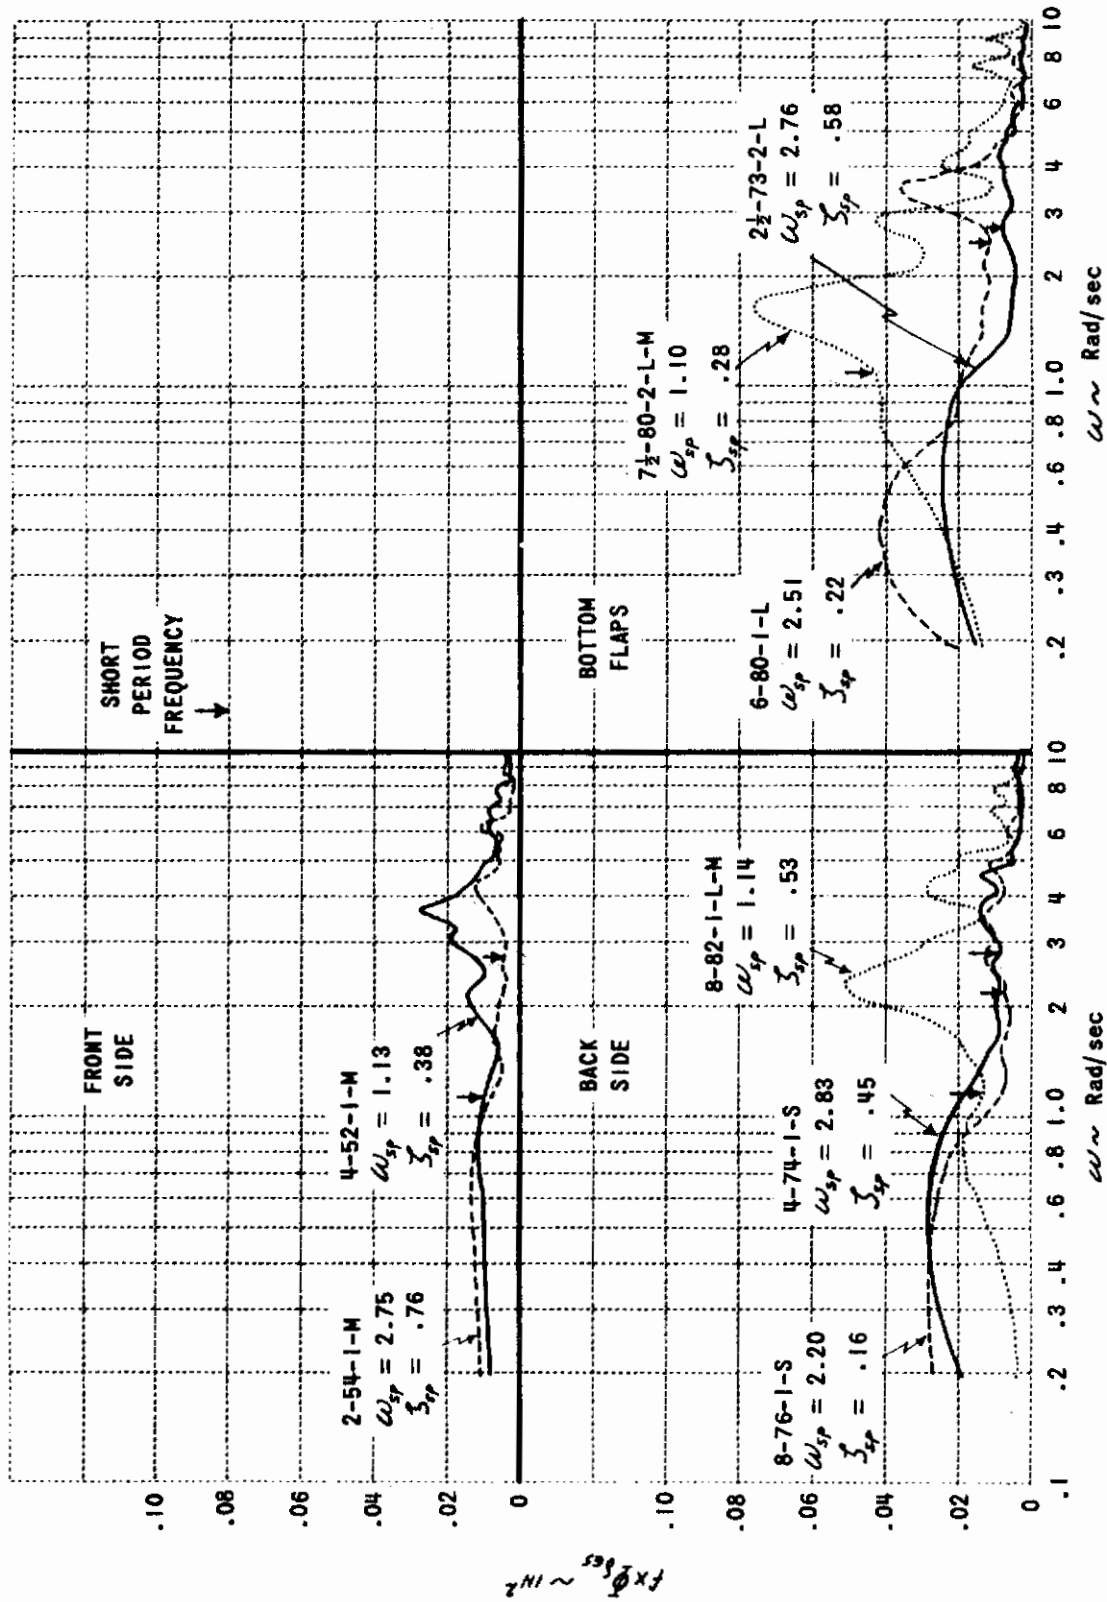 FRONT
SIDE
SHORT
PERIOD
FREQUENCY
2-54-1-M
ω_sp = 2.75
ζ_sp = .76
4-52-1-M
ω_sp = 1.13
ζ_sp = .38
.10
.08
.06
.04
.02
0
BACK
SIDE
BOTTOM
FLAPS
8-76-1-S
ω_sp = 2.20
ζ_sp = .16
4-74-1-S
ω_sp = 2.83
ζ_sp = .45
8-82-1-L-M
ω_sp = 1.14
ζ_sp = .53
6-80-1-L
ω_sp = 2.51
ζ_sp = .22
7½-80-2-L-M
ω_sp = 1.10
ζ_sp = .28
2½-73-2-L
ω_sp = 2.76
ζ_sp = .58
.10
.08
.06
.04
.02
0
f x Φ_δES ~ IN²
.1 .2 .3 .4 .6 .8 1.0 2 3 4 6 8 10
.2 .3 .4 .6 .8 1.0 2 3 4 6 8 10
ω ~ Rad/sec
ω ~ Rad/sec